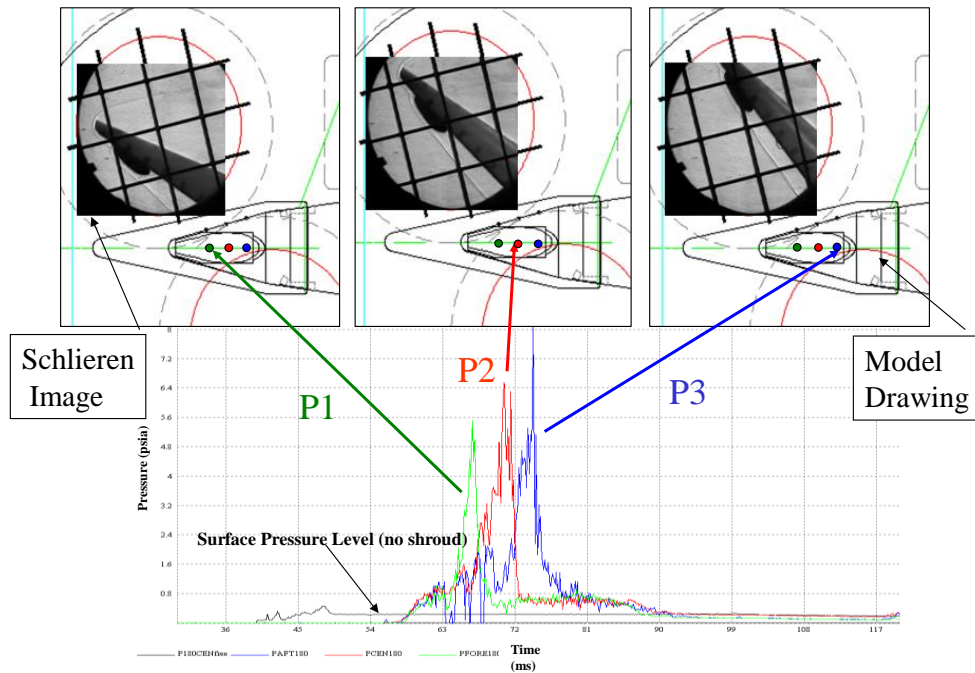 Schlieren
Image
P1
P2
P3
Model
Drawing
Pressure (psia)
8
7.2
6.4
5.6
4.8
4
3.2
2.4
1.6
0.8
Surface Pressure Level (no shroud)
36 45 54 63 72 81 90 99 108 117
P180CENfree PAFT180 PCEN180 PFORE180
Time
(ms)